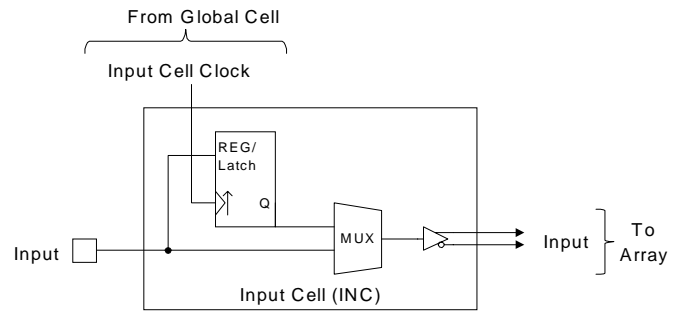 From Global Cell
Input Cell Clock
REG/
Latch
Q
MUX
Input
Input
To
Array
Input Cell (INC)